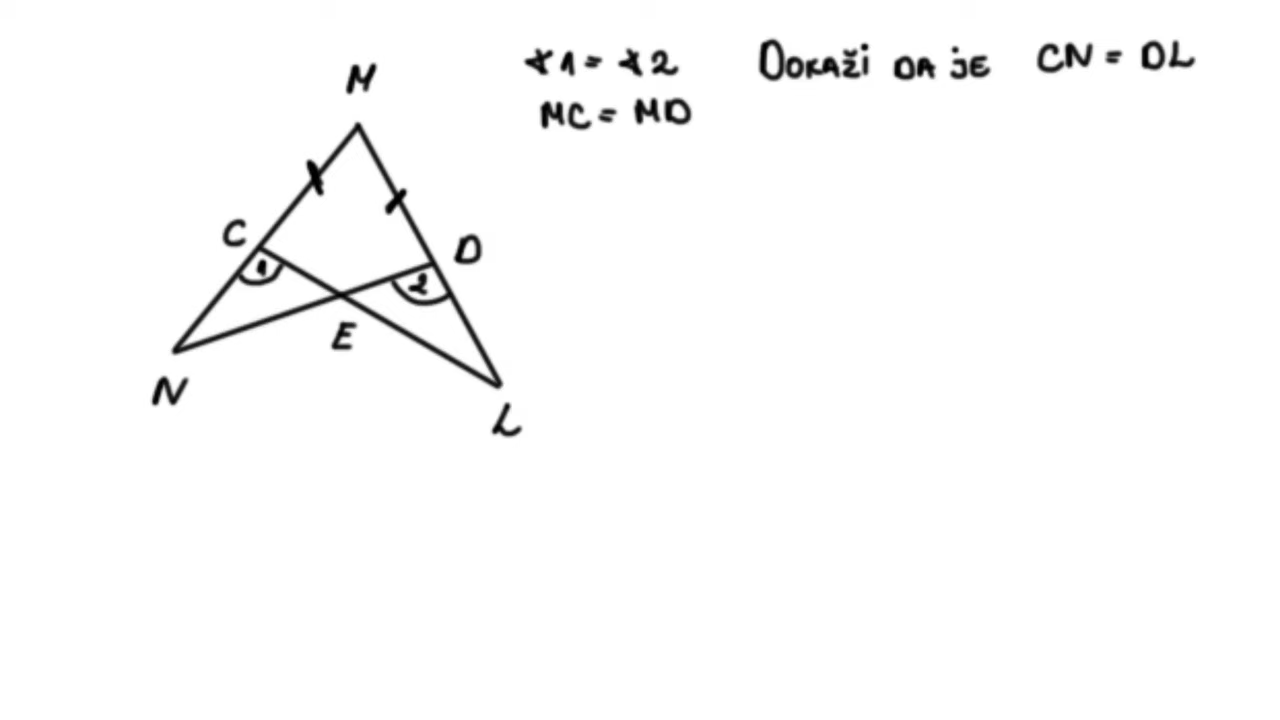 ∢1 = ∢2 Dokaži da je CN = DL
MC = MD
M
C
D
1
2
E
N
L